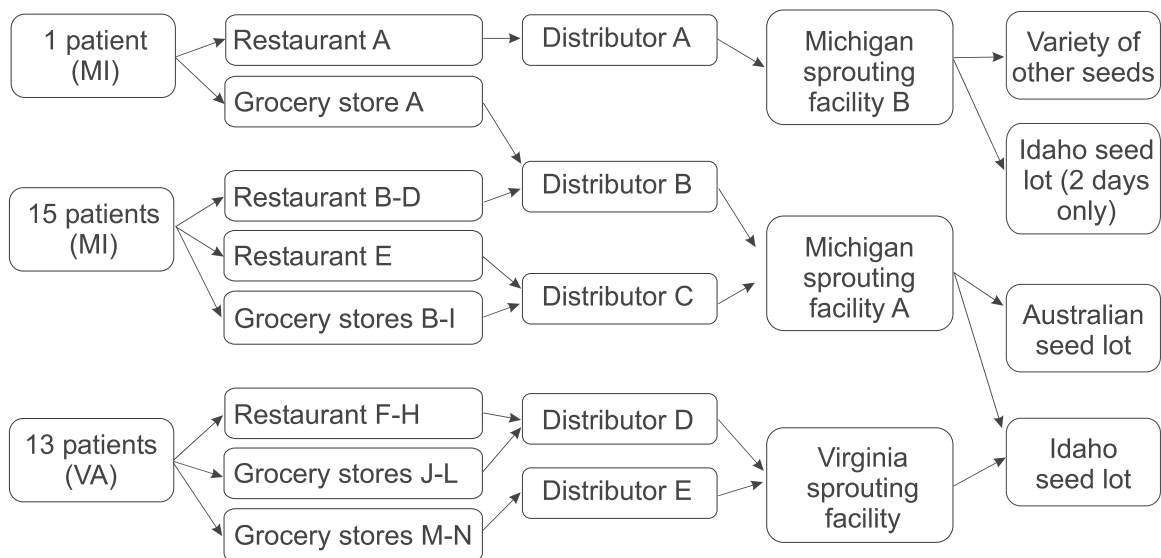 1 patient
(MI)
Restaurant A
Grocery store A
Distributor A
Michigan
sprouting
facility B
Variety of
other seeds
Idaho seed
lot (2 days
only)
15 patients
(MI)
Restaurant B-D
Restaurant E
Grocery stores B-I
Distributor B
Distributor C
Michigan
sprouting
facility A
Australian
seed lot
13 patients
(VA)
Restaurant F-H
Grocery stores J-L
Grocery stores M-N
Distributor D
Distributor E
Virginia
sprouting
facility
Idaho
seed lot